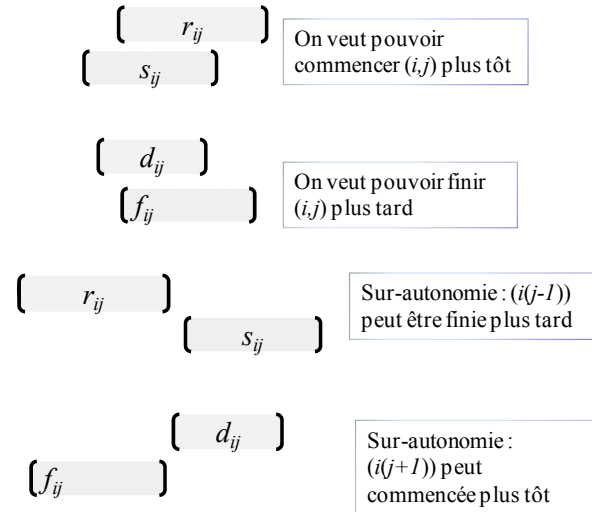 r_ij
s_ij
On veut pouvoir
commencer (i,j) plus tôt
d_ij
f_ij
On veut pouvoir finir
(i,j) plus tard
r_ij
s_ij
Sur-autonomie : (i(j-1))
peut être finie plus tard
d_ij
f_ij
Sur-autonomie :
(i(j+1)) peut
commencée plus tôt